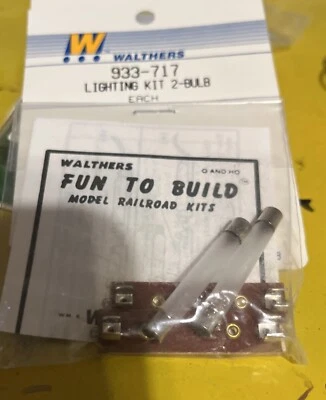 W
WALTHERS
933-717
LIGHTING KIT 2-BULB
EACH
WALTHERS O AND HO
FUN TO BUILD
MODEL RAILROAD KITS